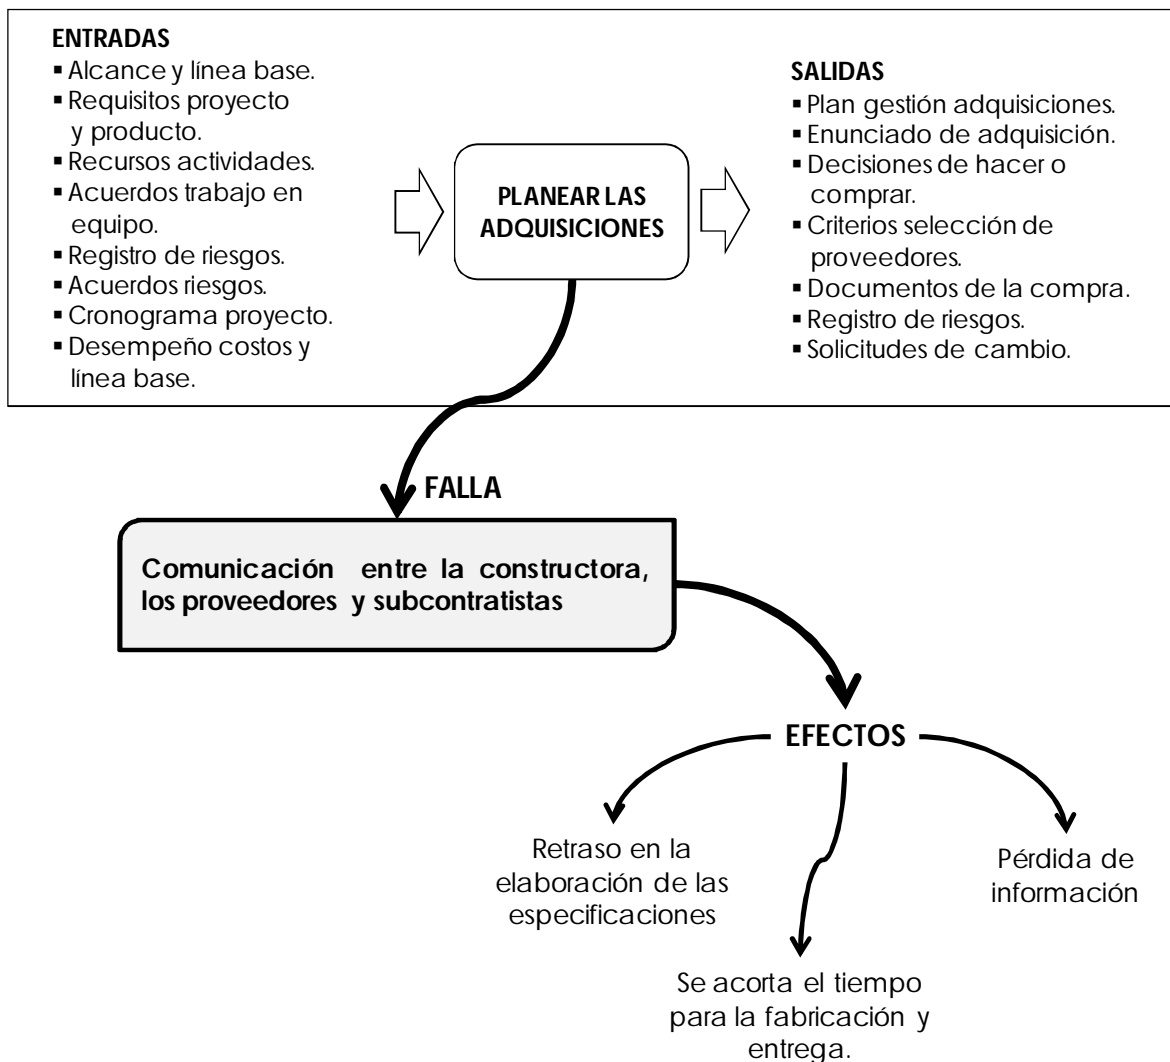 ENTRADAS
▪ Alcance y línea base.
▪ Requisitos proyecto
y producto.
▪ Recursos actividades.
▪ Acuerdos trabajo en
equipo.
▪ Registro de riesgos.
▪ Acuerdos riesgos.
▪ Cronograma proyecto.
▪ Desempeño costos y
línea base.
PLANEAR LAS
ADQUISICIONES
SALIDAS
▪ Plan gestión adquisiciones.
▪ Enunciado de adquisición.
▪ Decisiones de hacer o
comprar.
▪ Criterios selección de
proveedores.
▪ Documentos de la compra.
▪ Registro de riesgos.
▪ Solicitudes de cambio.
FALLA
Comunicación entre la constructora,
los proveedores y subcontratistas
EFECTOS
Retraso en la
elaboración de las
especificaciones
Se acorta el tiempo
para la fabricación y
entrega.
Pérdida de
información